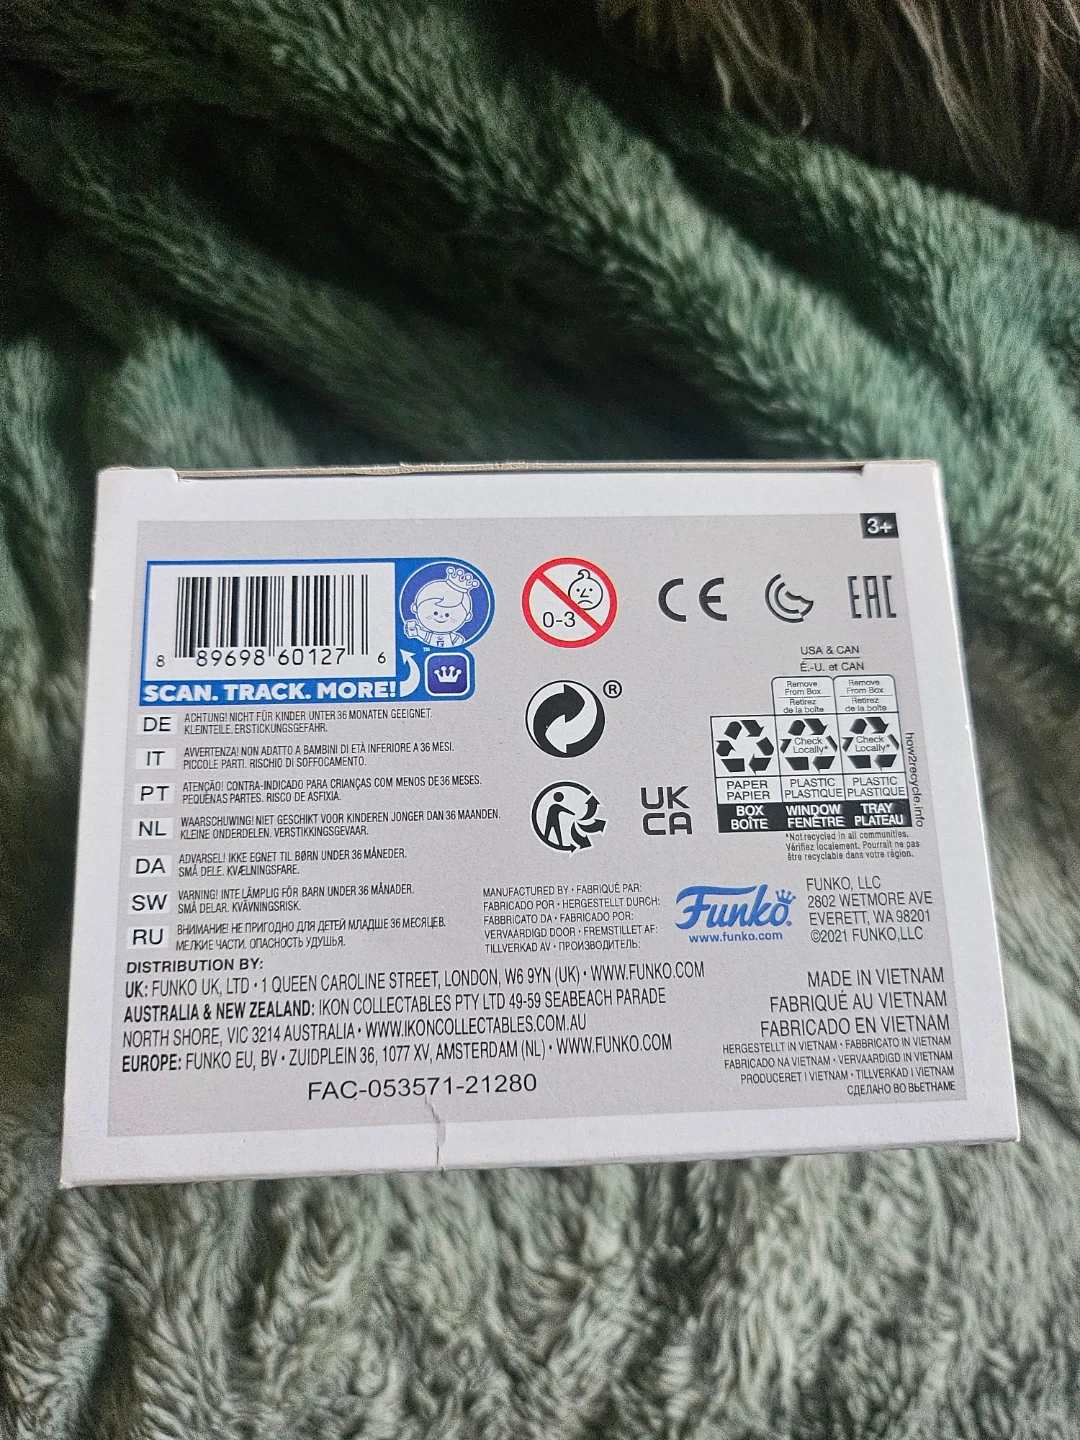 3+
8 89698 60127 6
SCAN. TRACK. MORE!
™
0-3
CE
EAC
®
UK
CA
USA & CAN
É.-U. et CAN
Remove From Box
Retirez de la boîte
Remove From Box
Retirez de la boîte
Check Locally*
Check Locally*
PAPER
PAPIER
PLASTIC
PLASTIQUE
PLASTIC
PLASTIQUE
BOX
BOÎTE
WINDOW
FENÊTRE
TRAY
PLATEAU
how2recycle.info
*Not recycled in all communities.
Vérifiez localement. Pourrait ne pas
être recyclable dans votre région.
DE ACHTUNG! NICHT FÜR KINDER UNTER 36 MONATEN GEEIGNET.
KLEINTEILE. ERSTICKUNGSGEFAHR.
IT AVVERTENZA! NON ADATTO A BAMBINI DI ETÀ INFERIORE A 36 MESI.
PICCOLE PARTI. RISCHIO DI SOFFOCAMENTO.
PT ATENÇÃO! CONTRA-INDICADO PARA CRIANÇAS COM MENOS DE 36 MESES.
PEQUENAS PARTES. RISCO DE ASFIXIA.
NL WAARSCHUWING! NIET GESCHIKT VOOR KINDEREN JONGER DAN 36 MAANDEN.
KLEINE ONDERDELEN. VERSTIKKINGSGEVAAR.
DA ADVARSEL! IKKE EGNET TIL BØRN UNDER 36 MÅNEDER.
SMÅ DELE. KVÆLNINGSFARE.
SW VARNING! INTE LÄMPLIG FÖR BARN UNDER 36 MÅNADER.
SMÅ DELAR. KVÄVNINGSRISK.
RU ВНИМАНИЕ НЕ ПРИГОДНО ДЛЯ ДЕТЕЙ МЛАДШЕ 36 МЕСЯЦЕВ.
МЕЛКИЕ ЧАСТИ. ОПАСНОСТЬ УДУШЬЯ.
MANUFACTURED BY • FABRIQUÉ PAR:
FABRICADO POR • HERGESTELLT DURCH:
FABBRICATO DA • FABRICADO POR:
VERVAARDIGD DOOR • FREMSTILLET AF:
TILLVERKAD AV • ПРОИЗВОДИТЕЛЬ:
Funko®
www.funko.com
FUNKO, LLC
2802 WETMORE AVE
EVERETT, WA 98201
©2021 FUNKO,LLC
DISTRIBUTION BY:
UK: FUNKO UK, LTD • 1 QUEEN CAROLINE STREET, LONDON, W6 9YN (UK) • WWW.FUNKO.COM
AUSTRALIA & NEW ZEALAND: IKON COLLECTABLES PTY LTD 49-59 SEABEACH PARADE
NORTH SHORE, VIC 3214 AUSTRALIA • WWW.IKONCOLLECTABLES.COM.AU
EUROPE: FUNKO EU, BV • ZUIDPLEIN 36, 1077 XV, AMSTERDAM (NL) • WWW.FUNKO.COM
FAC-053571-21280
MADE IN VIETNAM
FABRIQUÉ AU VIETNAM
FABRICADO EN VIETNAM
HERGESTELLT IN VIETNAM • FABBRICATO IN VIETNAM
FABRICADO NA VIETNAM • VERVAARDIGD IN VIETNAM
PRODUCERET I VIETNAM • TILLVERKAD I VIETNAM
СДЕЛАНО ВО ВЬЕТНАМЕ